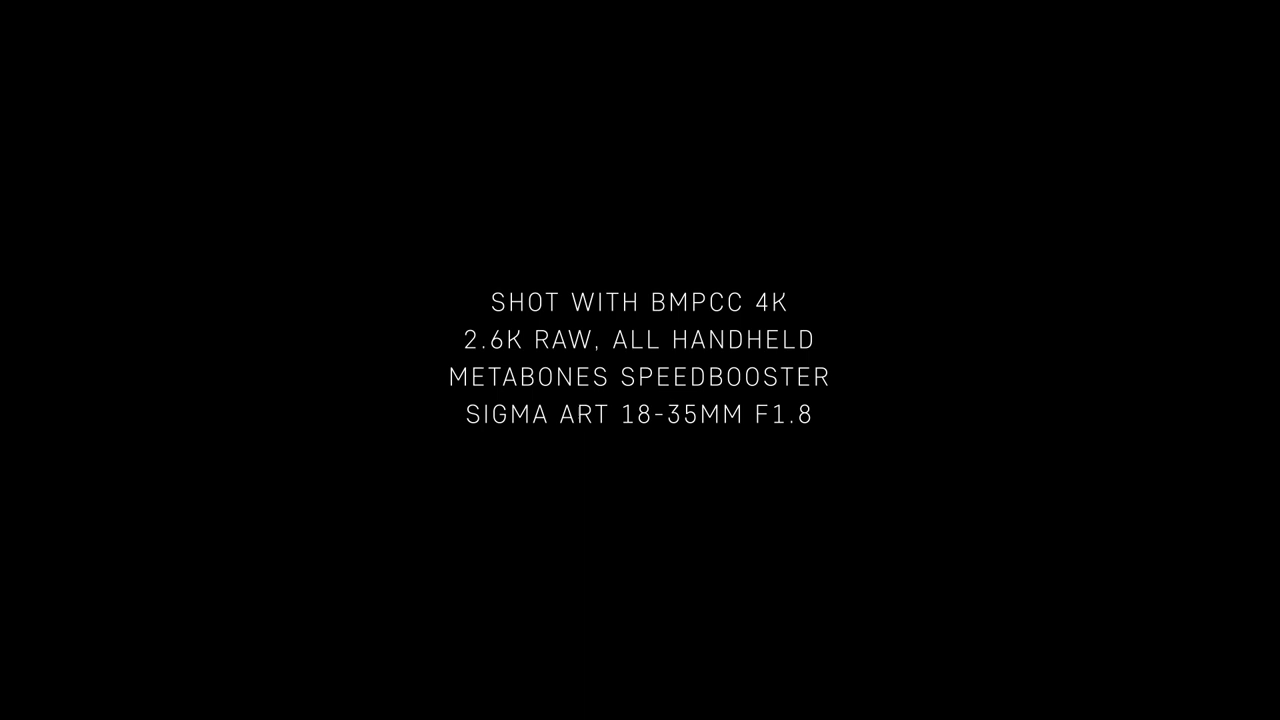 SHOT WITH BMPCC 4K
2.6K RAW, ALL HANDHELD
METABONES SPEEDBOOSTER
SIGMA ART 18-35MM F1.8